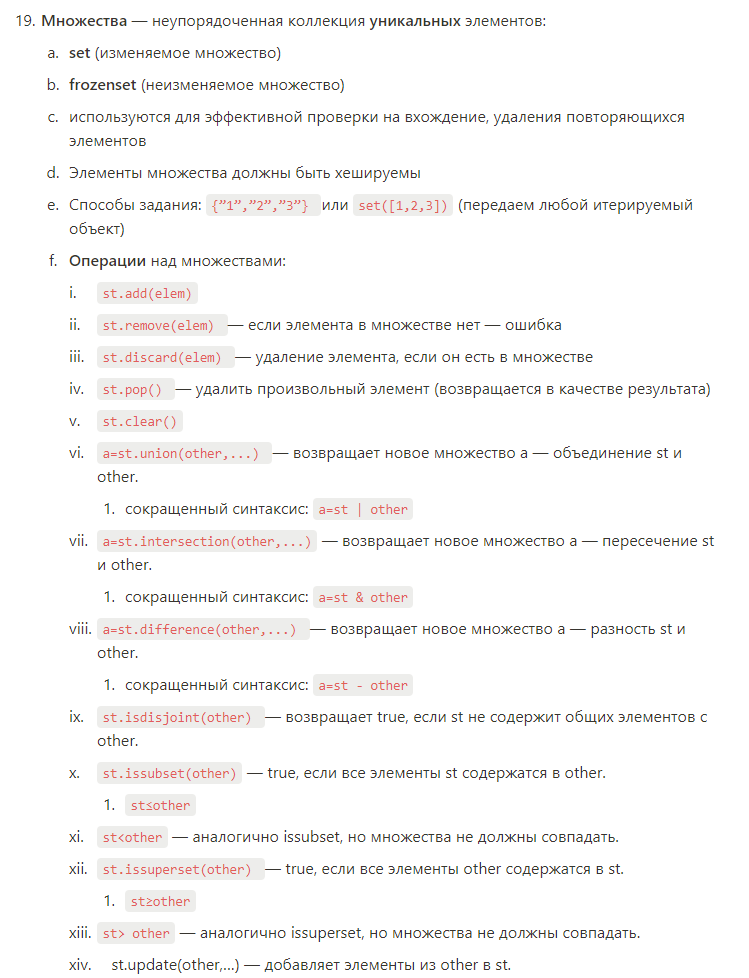 19. Множества — неупорядоченная коллекция уникальных элементов:
a. set (изменяемое множество)
b. frozenset (неизменяемое множество)
c. используются для эффективной проверки на вхождение, удаления повторяющихся
элементов
d. Элементы множества должны быть хешируемы
e. Способы задания: {”1”,”2”,”3”} или set([1,2,3]) (передаем любой итерируемый
объект)
f. Операции над множествами:
i. st.add(elem)
ii. st.remove(elem) — если элемента в множестве нет — ошибка
iii. st.discard(elem) — удаление элемента, если он есть в множестве
iv. st.pop() — удалить произвольный элемент (возвращается в качестве результата)
v. st.clear()
vi. a=st.union(other,...) — возвращает новое множество a — объединение st и
other.
1. сокращенный синтаксис: a=st | other
vii. a=st.intersection(other,...) — возвращает новое множество a — пересечение st
и other.
1. сокращенный синтаксис: a=st & other
viii. a=st.difference(other,...) — возвращает новое множество a — разность st и
other.
1. сокращенный синтаксис: a=st - other
ix. st.isdisjoint(other) — возвращает true, если st не содержит общих элементов с
other.
x. st.issubset(other) — true, если все элементы st содержатся в other.
1. st≤other
xi. st<other — аналогично issubset, но множества не должны совпадать.
xii. st.issuperset(other) — true, если все элементы other содержатся в st.
1. st≥other
xiii. st> other — аналогично issuperset, но множества не должны совпадать.
xiv. st.update(other,…) — добавляет элементы из other в st.